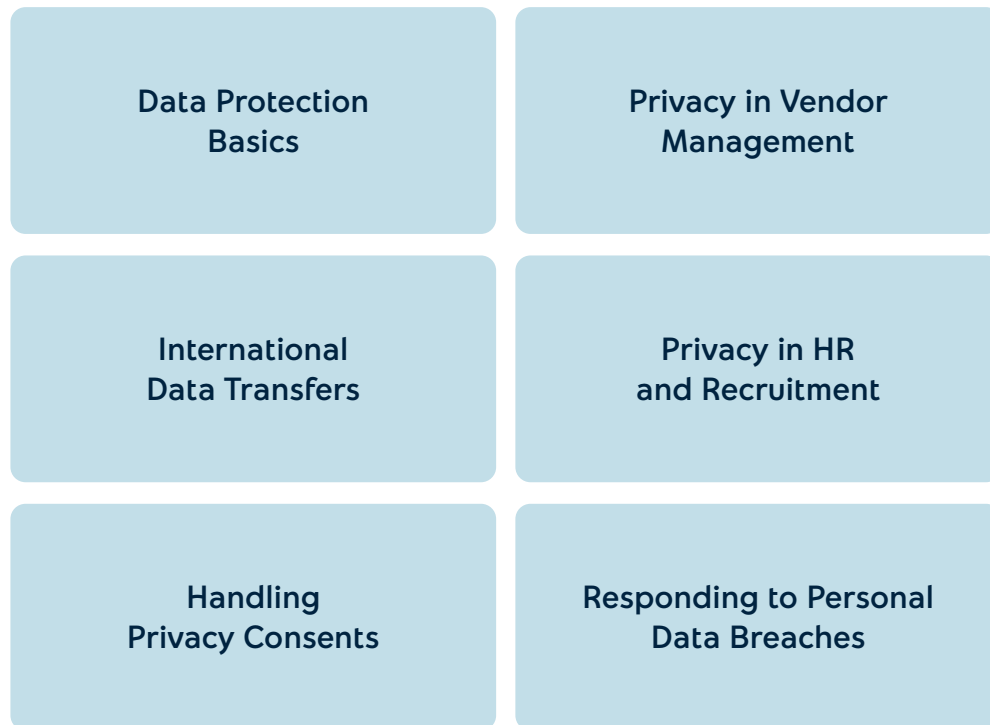 Data Protection
Basics
Privacy in Vendor
Management
International
Data Transfers
Privacy in HR
and Recruitment
Handling
Privacy Consents
Responding to Personal
Data Breaches